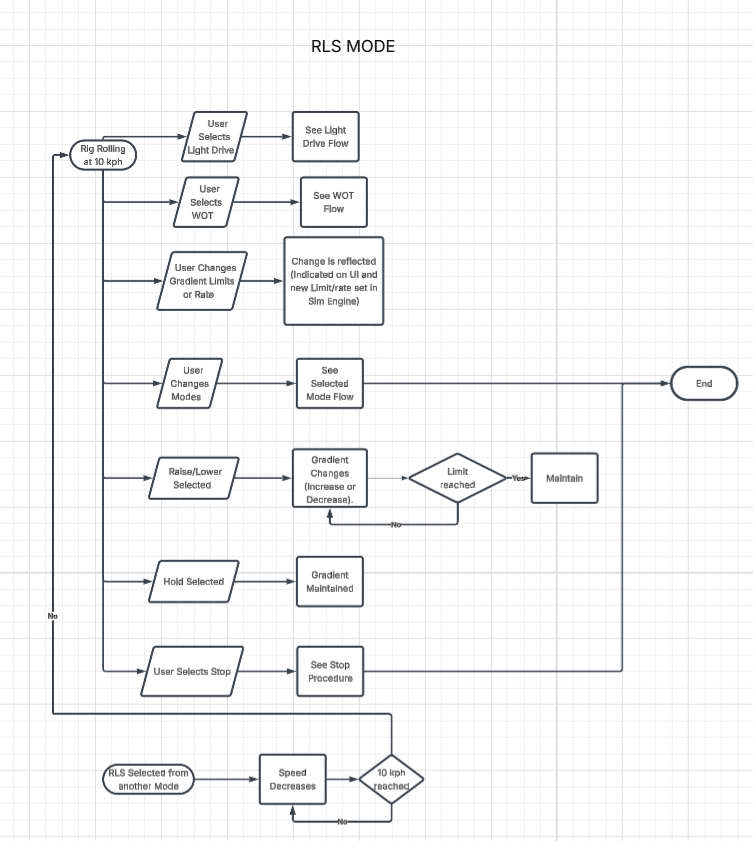 RLS MODE
User
Selects
Light Drive
See Light
Drive Flow
Rig Rolling
at 10 kph
User
Selects
WOT
See WOT
Flow
User Changes
Gradient Limits
or Rate
Change is reflected
(Indicated on UI and
new Limit/rate set in
Sim Engine)
User
Changes
Modes
See
Selected
Mode Flow
End
Raise/Lower
Selected
Gradient
Changes
(Increase or
Decrease).
Limit
reached
Yes
Maintain
No
Hold Selected
Gradient
Maintained
No
User Selects Stop
See Stop
Procedure
RLS Selected from
another Mode
Speed
Decreases
10 kph
reached
No